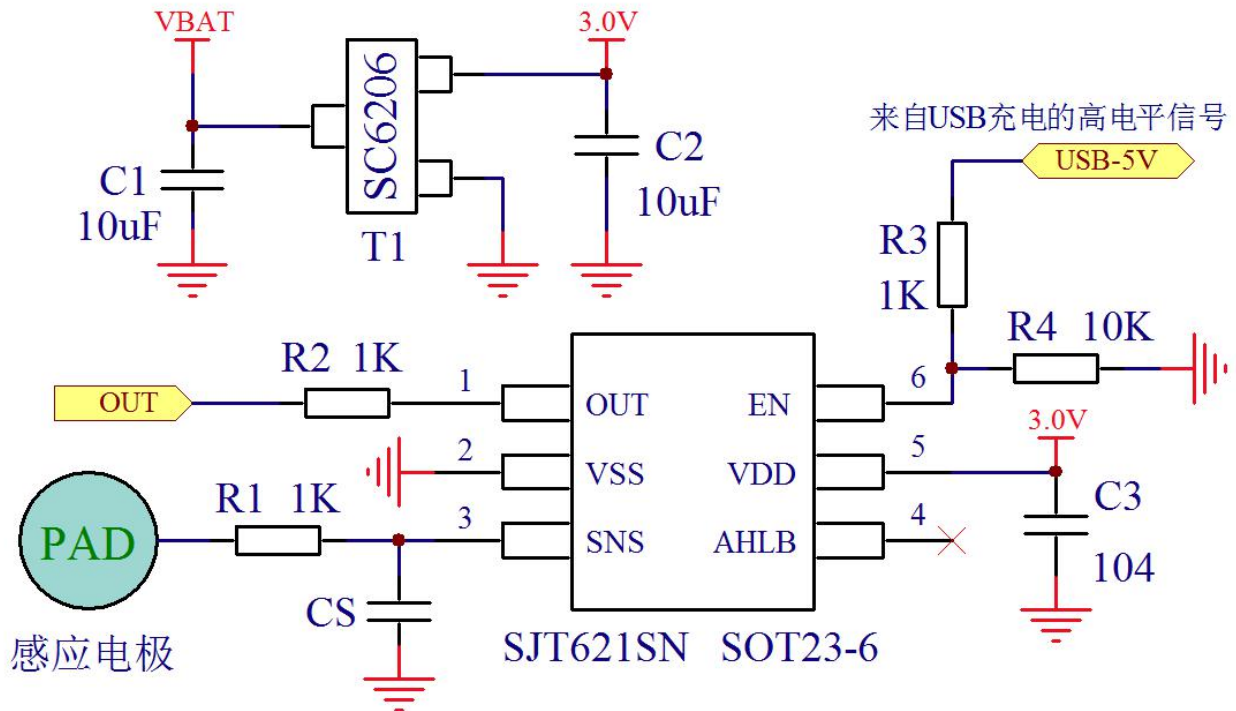 VBAT
3.0V
SC6206
T1
C1
10uF
C2
10uF
来自USB充电的高电平信号
USB-5V
R3
1K
R4 10K
R2 1K
OUT
1
2
3
OUT
VSS
SNS
EN
VDD
AHLB
6
5
4
3.0V
C3
104
PAD
R1 1K
CS
感应电极
SJT621SN SOT23-6